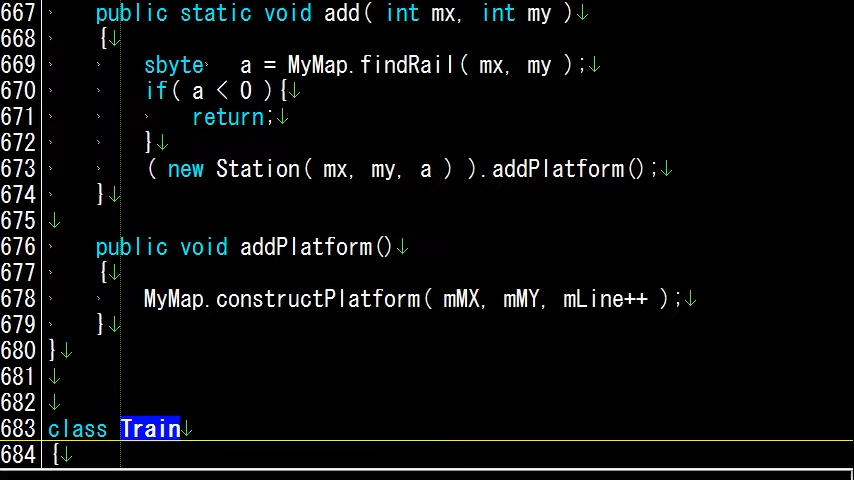 667 public static void add( int mx, int my )↓
668 {↓
669 sbyte a = MyMap.findRail( mx, my );↓
670 if( a < 0 ){↓
671 return;↓
672 }↓
673 ( new Station( mx, my, a ) ).addPlatform();↓
674 }↓
675 ↓
676 public void addPlatform()↓
677 {↓
678 MyMap.constructPlatform( mMX, mMY, mLine++ );↓
679 }↓
680 }↓
681 ↓
682 ↓
683 class Train↓
684 {↓